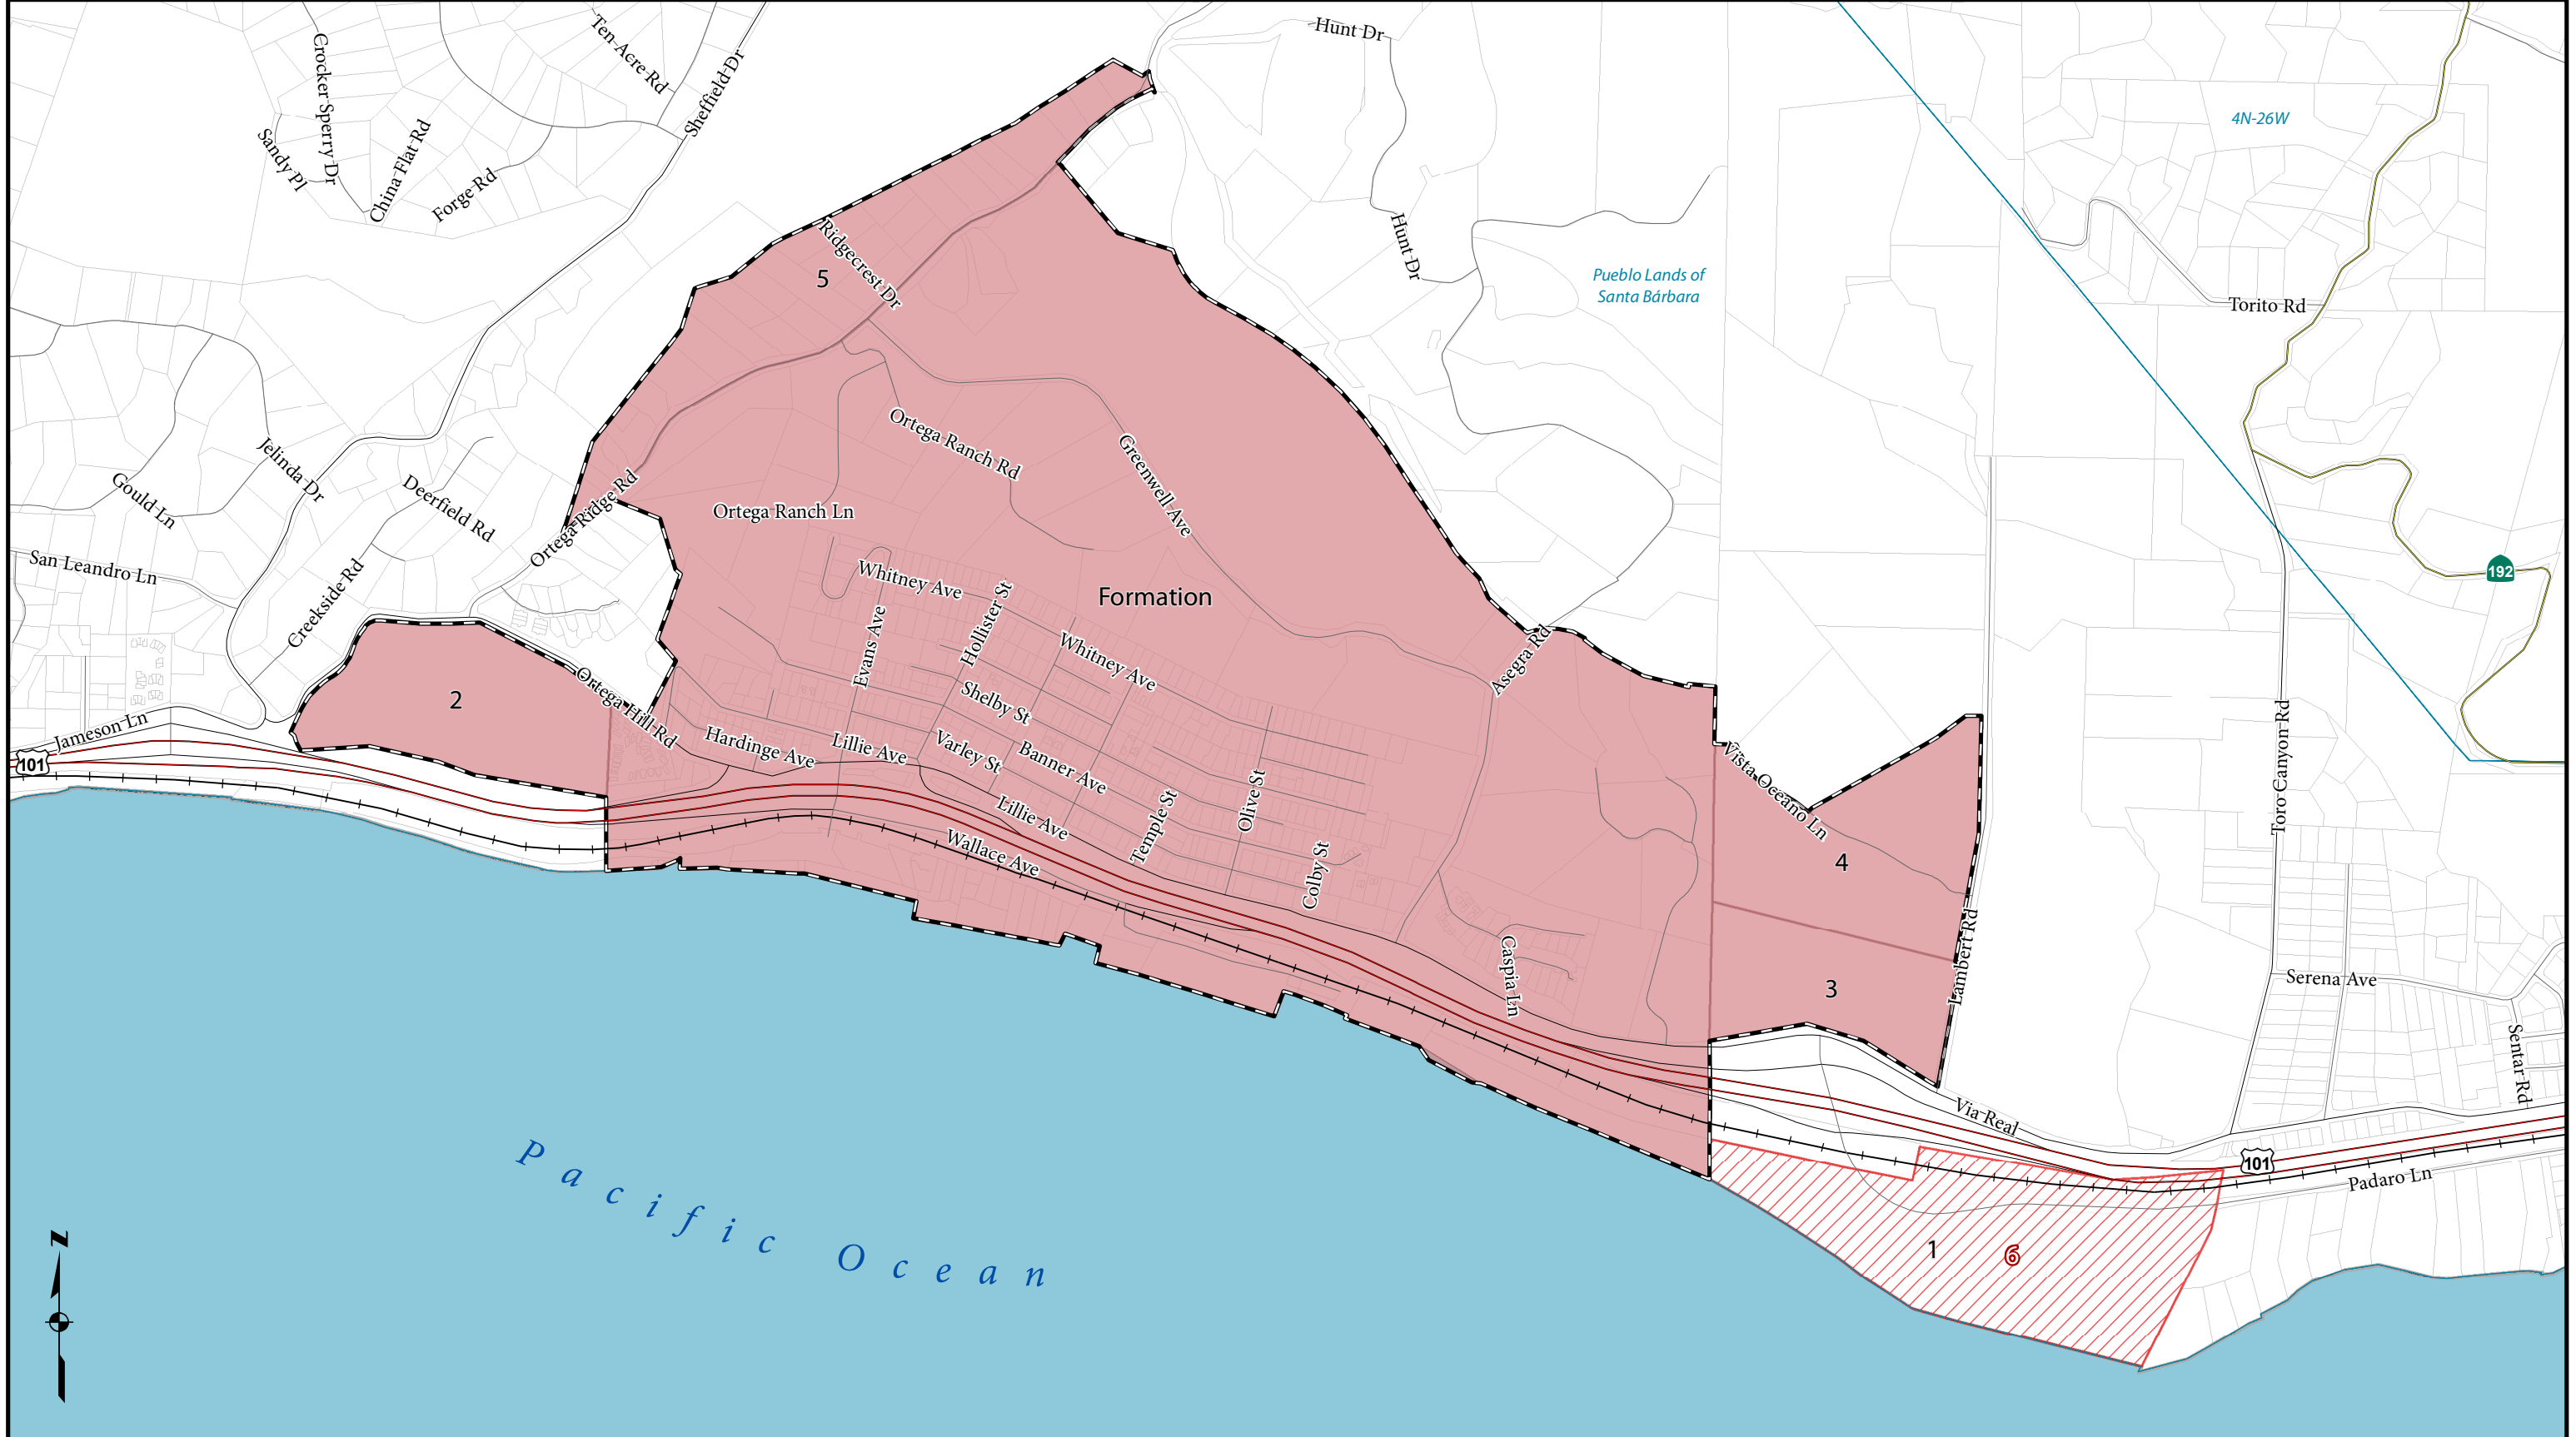 Hunt Dr
Ten Acre Rd
Crocker Sperry Dr
Sheffield Dr
4N-26W
China Flat Rd
Sandy Pl
Forge Rd
Hunt Dr
Ridgecrest Dr
5
Pueblo Lands of
Santa Bárbara
Torito Rd
Ortega Ranch Rd
Greenwell Ave
Jelinda Dr
Gould Ln
Deerfield Rd
Ortega Ridge Rd
Ortega Ranch Ln
San Leandro Ln
Creekside Rd
Whitney Ave
Formation
192
Hollister St
Evans Ave
Whitney Ave
Asegra Rd
2
Ortega Hill Rd
Shelby St
Jameson Ln
101
Hardinge Ave
Lillie Ave
Varley St
Banner Ave
Olive St
Vista Oceano Ln
Toro Canyon Rd
Lillie Ave
Temple St
Wallace Ave
Colby St
4
Caspia Ln
Lambert Rd
3
Serena Ave
Sentar Rd
Via Real
101
Padaro Ln
Pacific Ocean
1
6
N